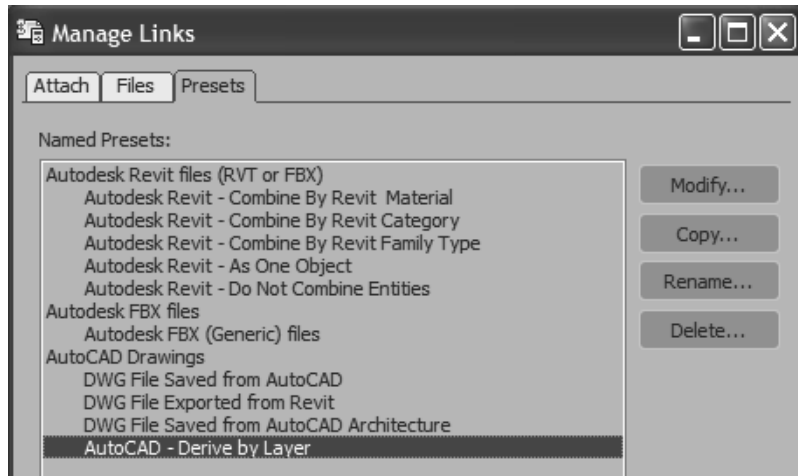 Manage Links
Attach Files Presets
Named Presets:
Autodesk Revit files (RVT or FBX)
Autodesk Revit - Combine By Revit Material
Autodesk Revit - Combine By Revit Category
Autodesk Revit - Combine By Revit Family Type
Autodesk Revit - As One Object
Autodesk Revit - Do Not Combine Entities
Autodesk FBX files
Autodesk FBX (Generic) files
AutoCAD Drawings
DWG File Saved from AutoCAD
DWG File Exported from Revit
DWG File Saved from AutoCAD Architecture
AutoCAD - Derive by Layer
Modify...
Copy...
Rename...
Delete...